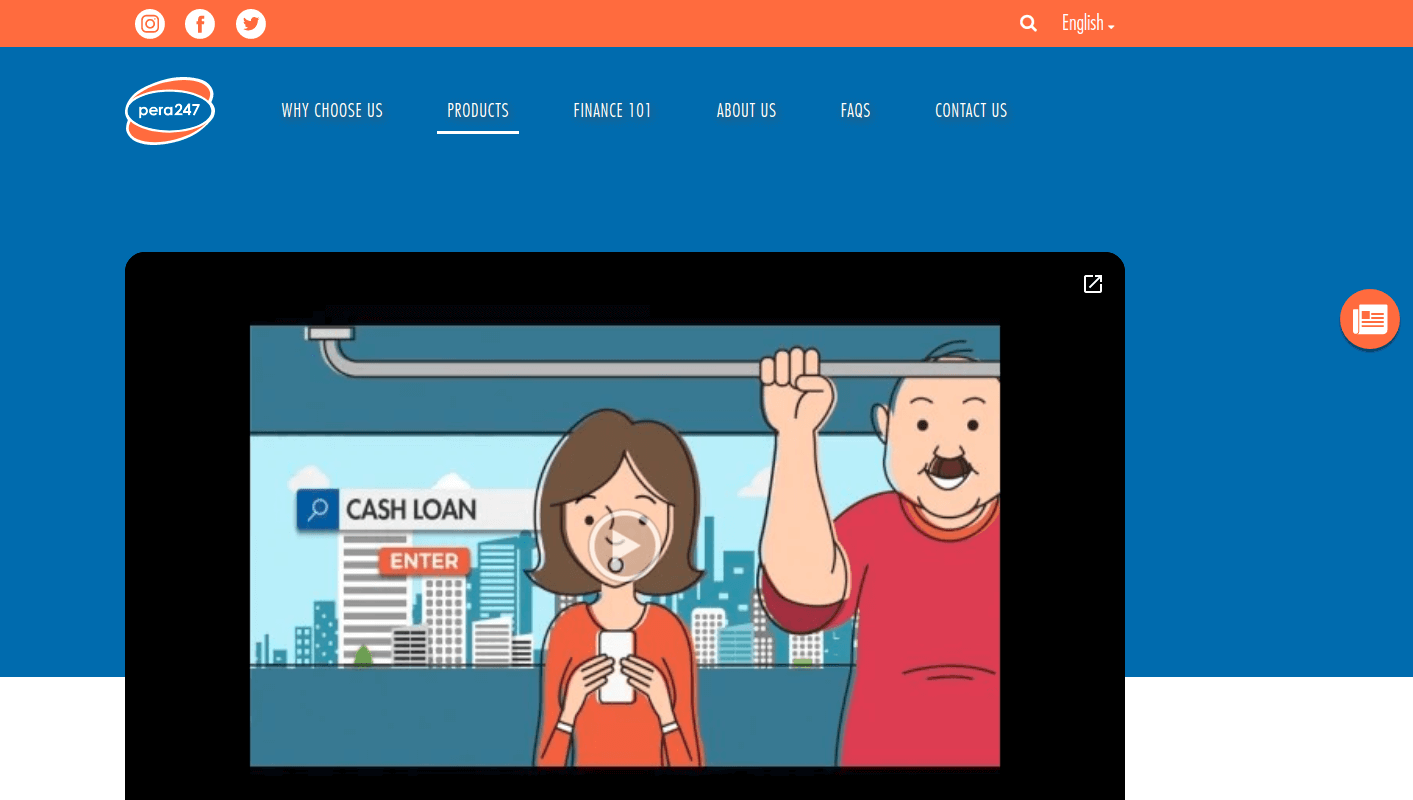 English
pera247
WHY CHOOSE US
PRODUCTS
FINANCE 101
ABOUT US
FAQS
CONTACT US
CASH LOAN
ENTER